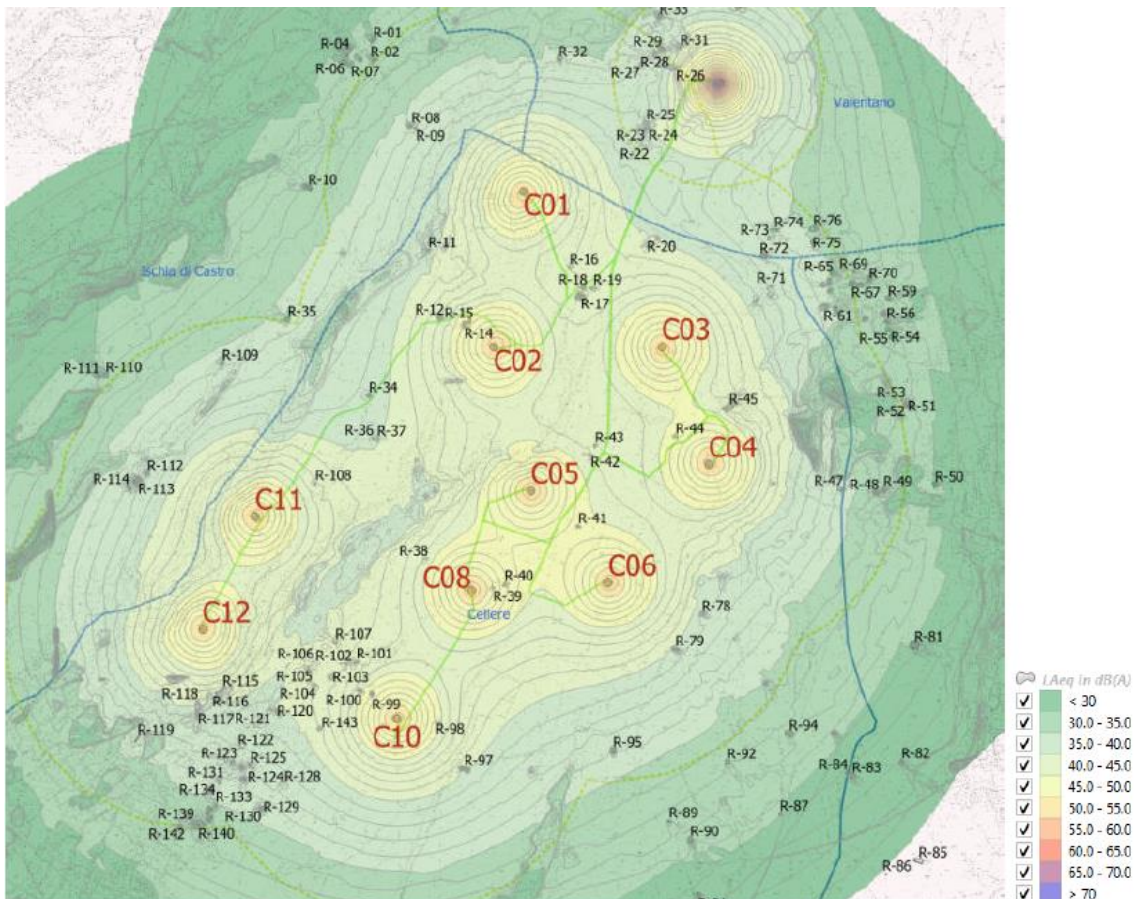 R-33
R-01
R-04
R-29
R-31
R-02
R-32
R-28
R-06
R-07
R-27
R-26
Valentano
R-08
R-25
R-09
R-23
R-24
R-22
R-10
C01
R-74
R-76
R-73
R-11
R-20
R-75
R-72
R-16
Ischia di Castro
R-65
R-69
R-18
R-19
R-71
R-70
R-67
R-59
R-17
R-35
R-12
R-15
R-61
R-56
R-14
C03
R-55
R-54
C02
R-109
R-111
R-110
R-34
R-53
R-45
R-51
R-52
R-36
R-37
R-44
R-43
C04
R-42
R-112
R-108
C05
R-114
R-113
R-47
R-48
R-49
R-50
C11
R-41
R-38
C08
R-40
C06
R-39
C12
Cellere
R-78
R-107
R-79
R-81
R-106
R-102
R-101
R-105
R-103
R-115
R-118
R-104
R-100
R-116
R-99
LAeq in dB(A)
R-120
R-117
R-121
R-143
< 30
R-119
C10
R-98
R-94
30.0 - 35.0
R-122
R-95
35.0 - 40.0
R-123
R-125
R-92
R-82
40.0 - 45.0
R-131
R-97
R-84
R-83
R-124
R-128
45.0 - 50.0
R-134
R-133
50.0 - 55.0
R-129
R-87
R-139
R-130
R-89
55.0 - 60.0
R-142
R-140
R-90
60.0 - 65.0
R-85
R-86
65.0 - 70.0
> 70